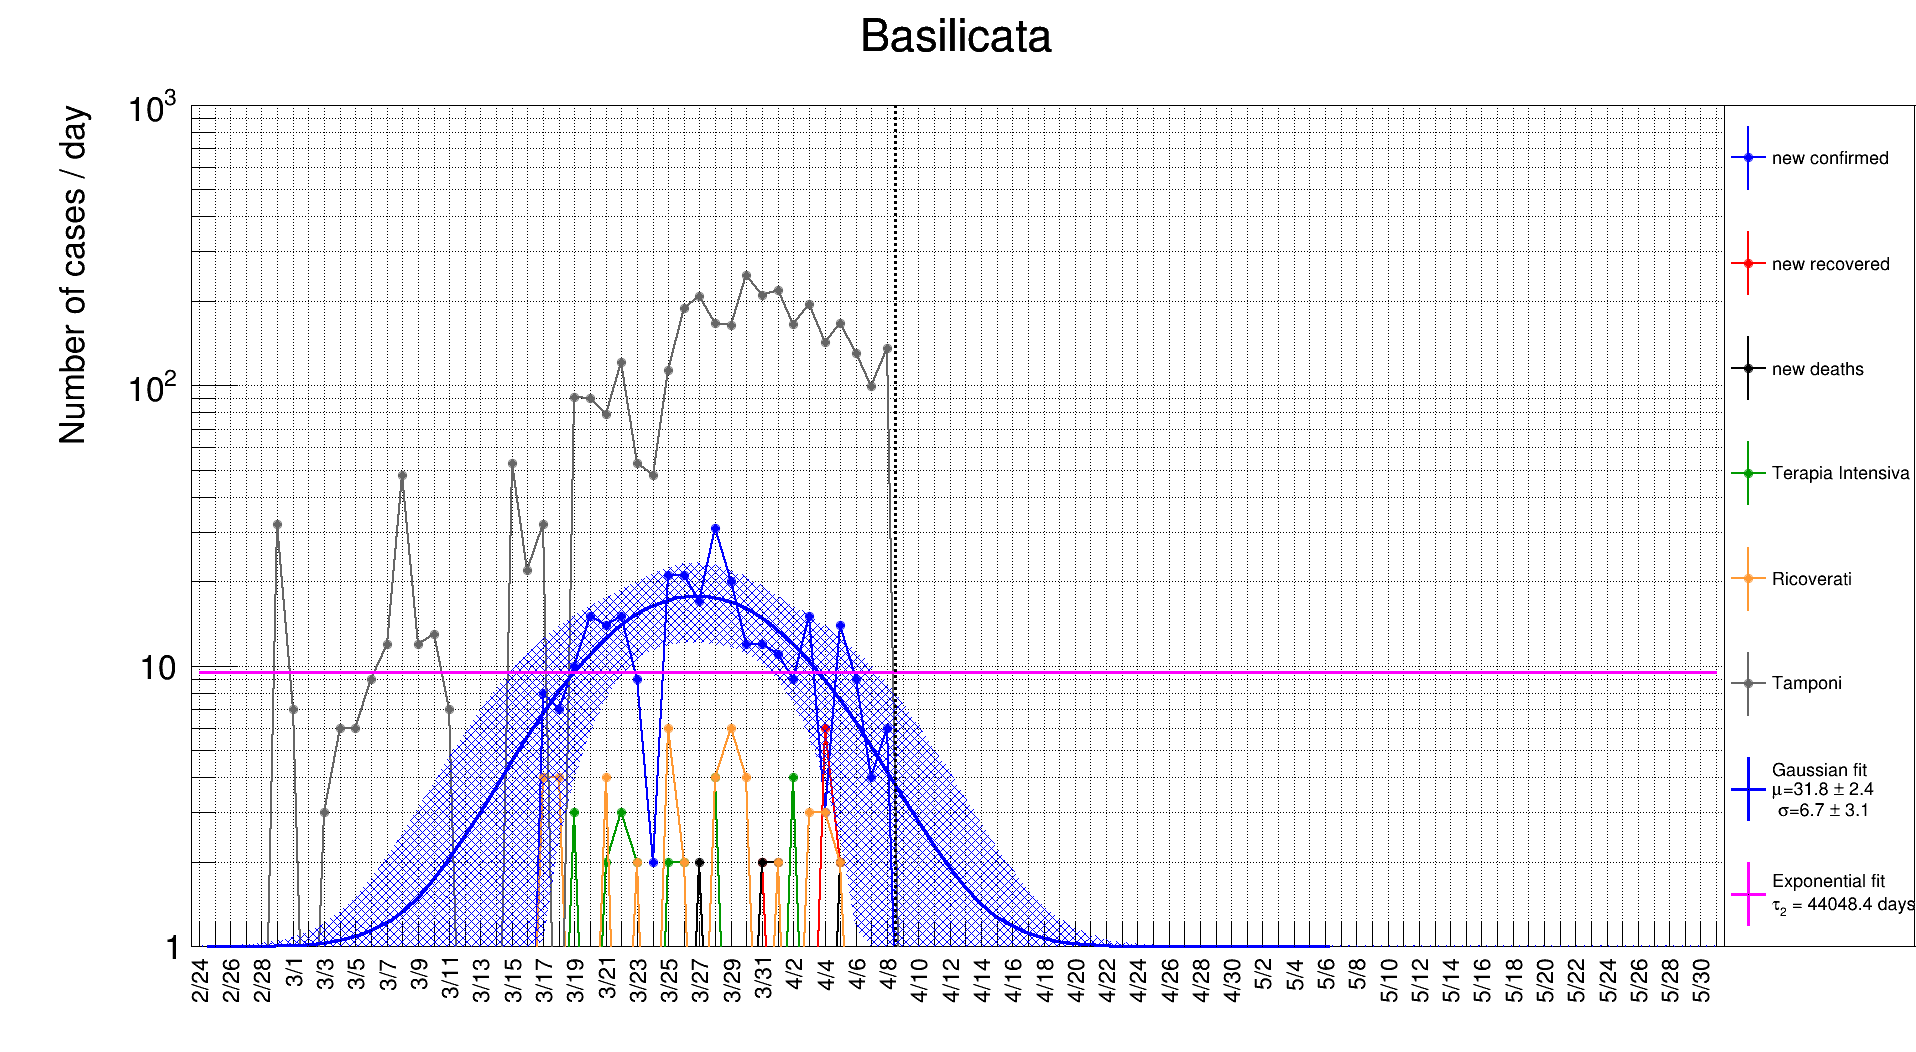 Basilicata
Number of cases / day
10³
10²
10
1
2/24 2/26 2/28 3/1 3/3 3/5 3/7 3/9 3/11 3/13 3/15 3/17 3/19 3/21 3/23 3/25 3/27 3/29 3/31 4/2 4/4 4/6 4/8 4/10 4/12 4/14 4/16 4/18 4/20 4/22 4/24 4/26 4/28 4/30 5/2 5/4 5/6 5/8 5/10 5/12 5/14 5/16 5/18 5/20 5/22 5/24 5/26 5/28 5/30
new confirmed
new recovered
new deaths
Terapia Intensiva
Ricoverati
Tamponi
Gaussian fit
μ=31.8 ± 2.4
σ=6.7 ± 3.1
Exponential fit
τ₂ = 44048.4 days